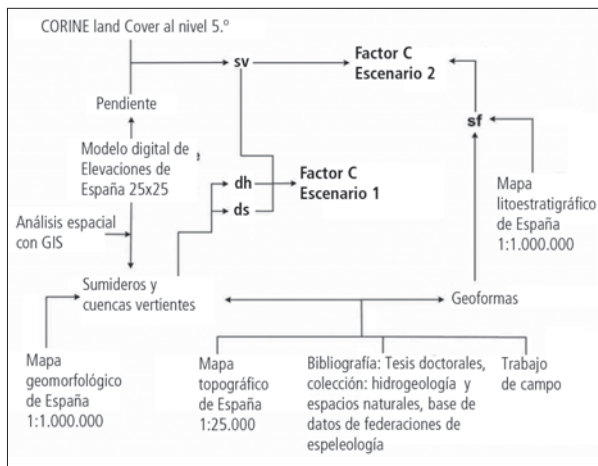 CORINE land Cover al nivel 5.º
sv
Factor C
Escenario 2
Pendiente
sf
Modelo digital de
Elevaciones de
España 25x25
dh
ds
Factor C
Escenario 1
Mapa
litoestratigráfico
de España
1:1.000.000
Análisis espacial
con GIS
Sumideros y
cuencas vertientes
Geoformas
Mapa
geomorfológico
de España
1:1.000.000
Mapa
topográfico
de España
1:25.000
Bibliografía: Tesis doctorales,
colección: hidrogeología y
espacios naturales, base de
datos de federaciones de
espeleología
Trabajo
de campo